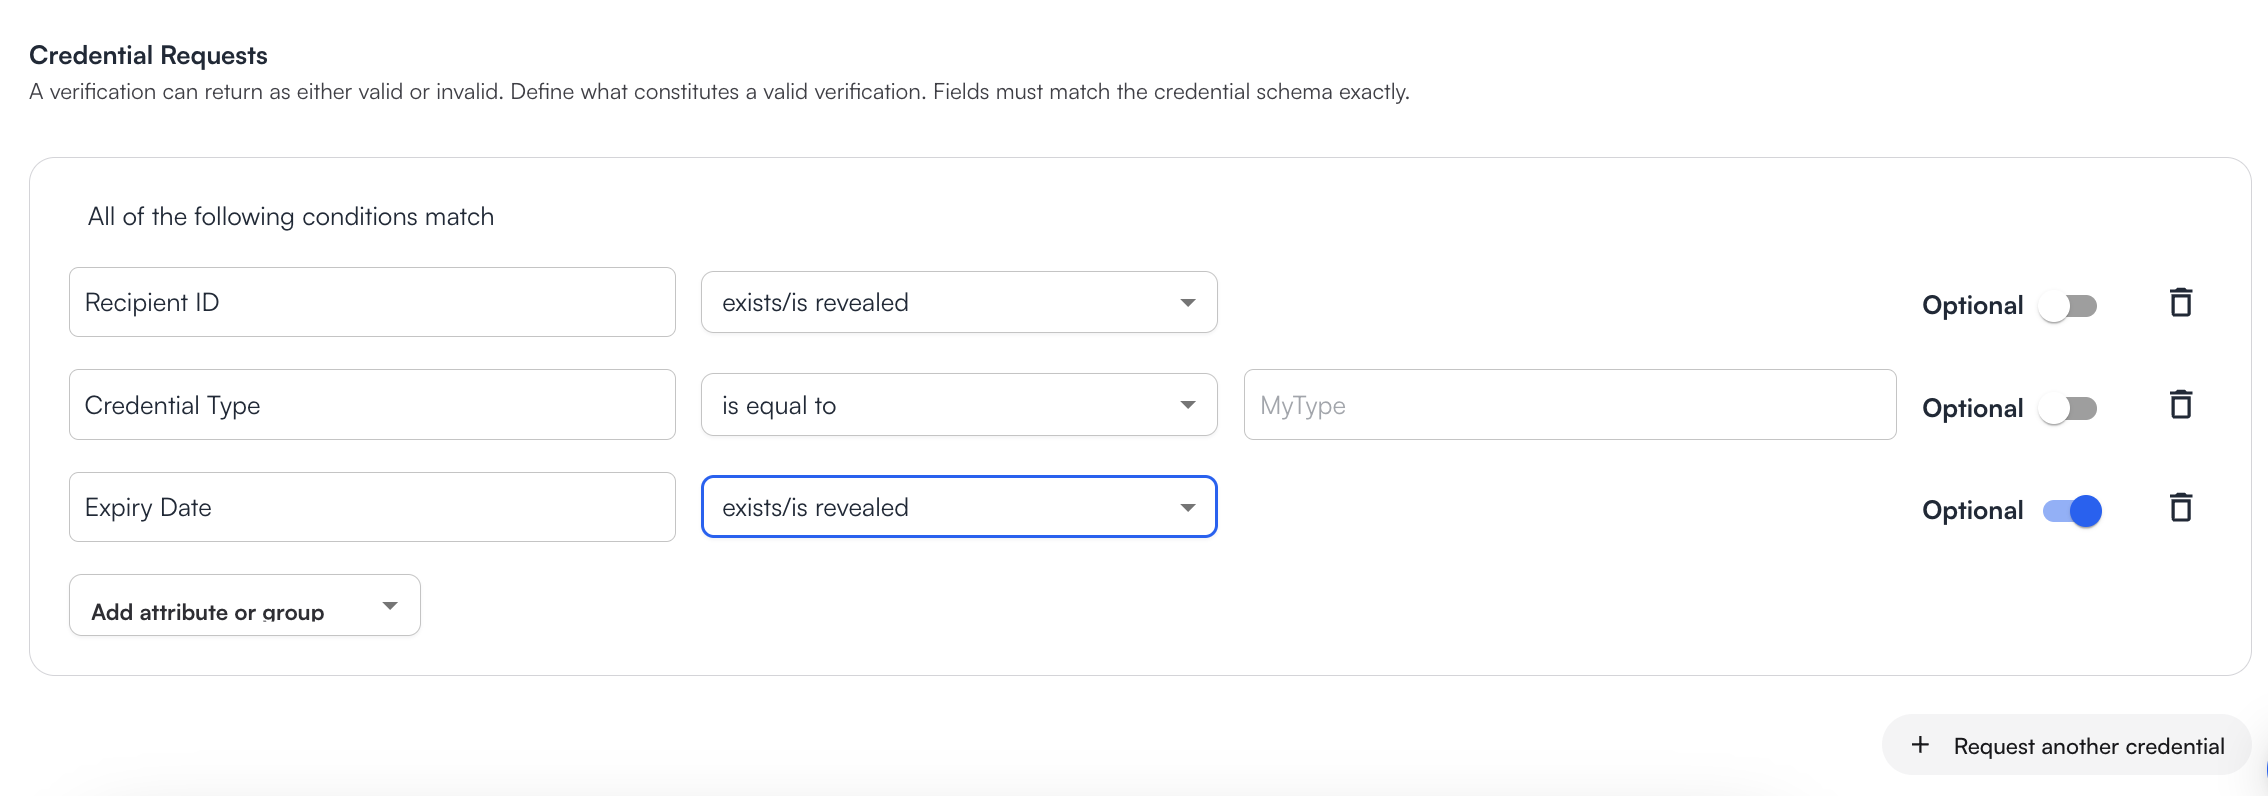 Credential Requests
A verification can return as either valid or invalid. Define what constitutes a valid verification. Fields must match the credential schema exactly.
All of the following conditions match
Recipient ID exists/is revealed Optional
Credential Type is equal to MyType Optional
Expiry Date exists/is revealed Optional
Add attribute or group
+ Request another credential